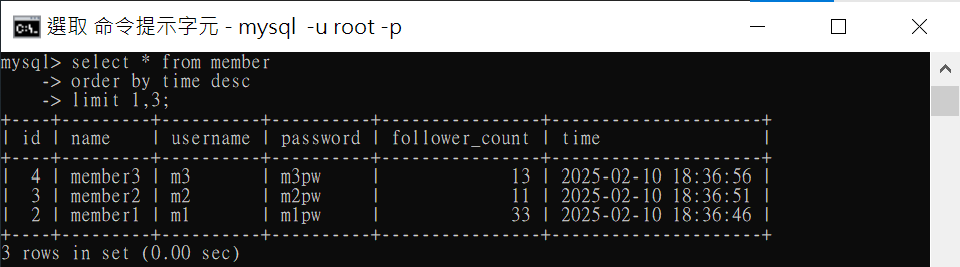 選取 命令提示字元 - mysql  -u root -p
mysql> select * from member
    -> order by time desc
    -> limit 1,3;
+----+---------+----------+----------+----------------+---------------------+
| id | name    | username | password | follower_count | time                |
+----+---------+----------+----------+----------------+---------------------+
|  4 | member3 | m3       | m3pw     |             13 | 2025-02-10 18:36:56 |
|  3 | member2 | m2       | m2pw     |             11 | 2025-02-10 18:36:51 |
|  2 | member1 | m1       | m1pw     |             33 | 2025-02-10 18:36:46 |
+----+---------+----------+----------+----------------+---------------------+
3 rows in set (0.00 sec)